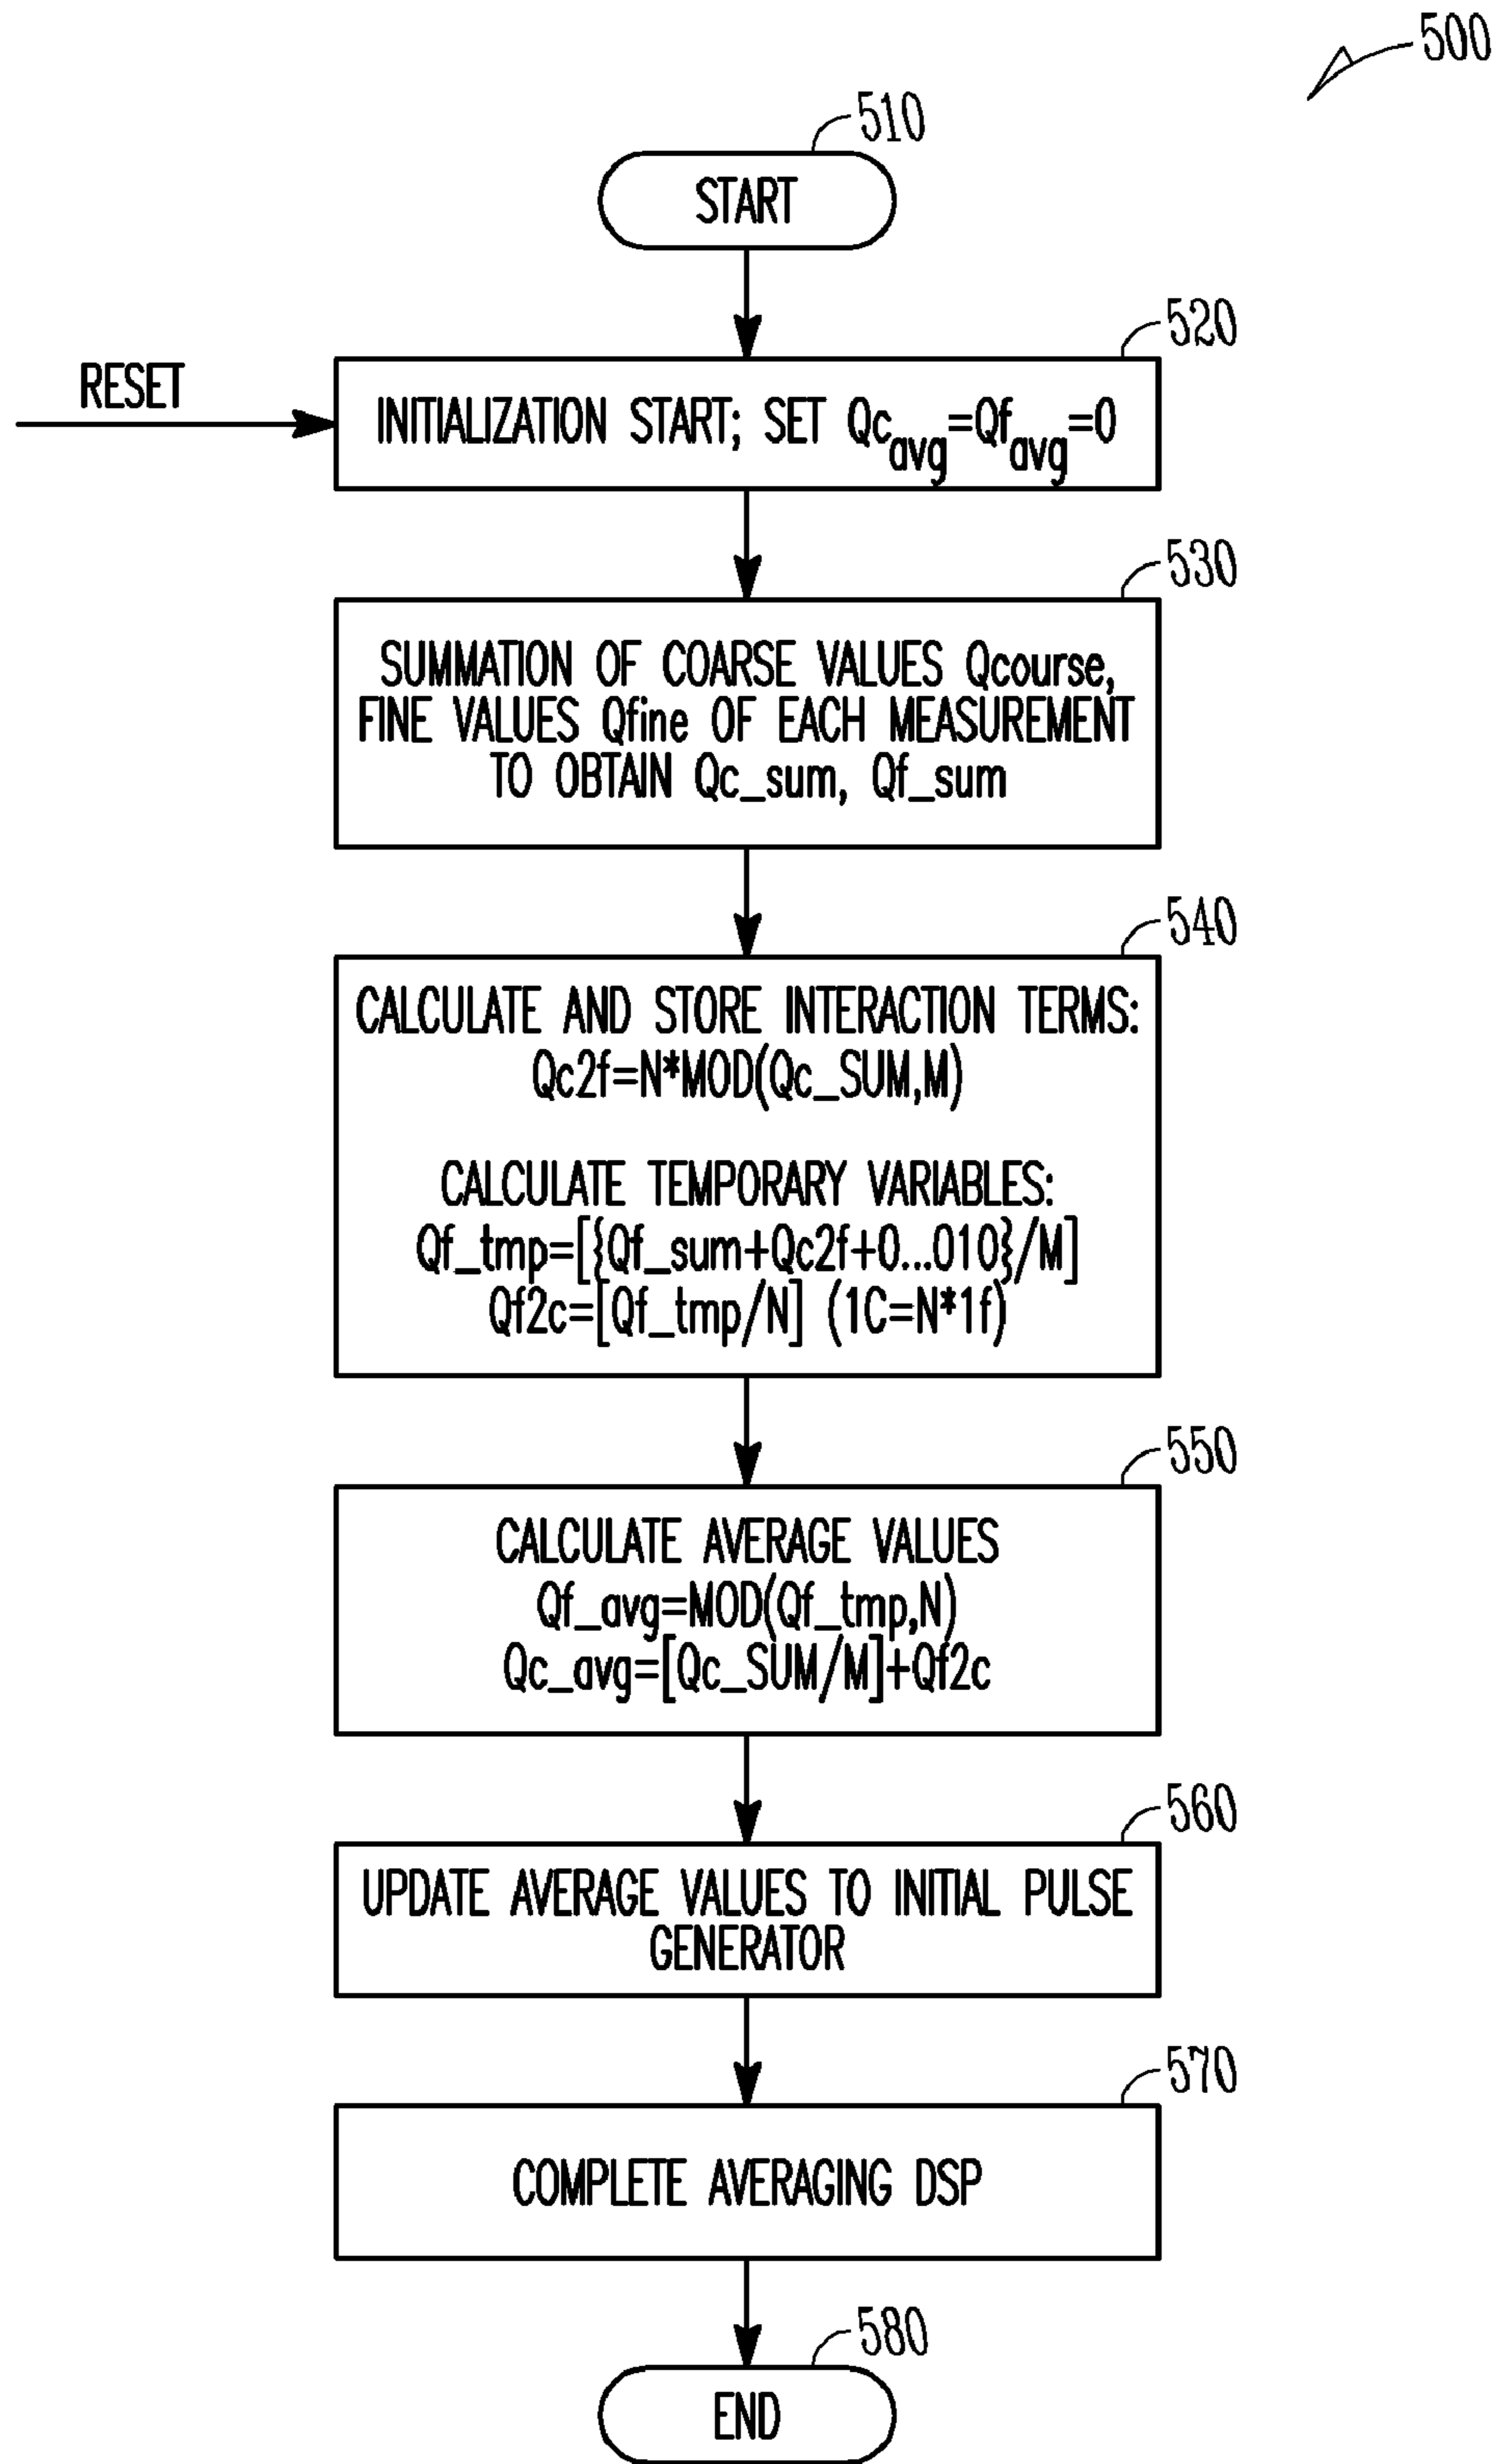 500
510
START
520
RESET
INITIALIZATION START; SET Qcavg=Qfavg=0
530
SUMMATION OF COARSE VALUES Qcourse,
FINE VALUES Qfine OF EACH MEASUREMENT
TO OBTAIN Qc_sum, Qf_sum
540
CALCULATE AND STORE INTERACTION TERMS:
Qc2f=N*MOD(Qc_SUM,M)
CALCULATE TEMPORARY VARIABLES:
Qf_tmp=[{Qf_sum+Qc2f+0...010}/M]
Qf2c=[Qf_tmp/N] (1C=N*1f)
550
CALCULATE AVERAGE VALUES
Qf_avg=MOD(Qf_tmp,N)
Qc_avg=[Qc_SUM/M]+Qf2c
560
UPDATE AVERAGE VALUES TO INITIAL PULSE
GENERATOR
570
COMPLETE AVERAGING DSP
580
END